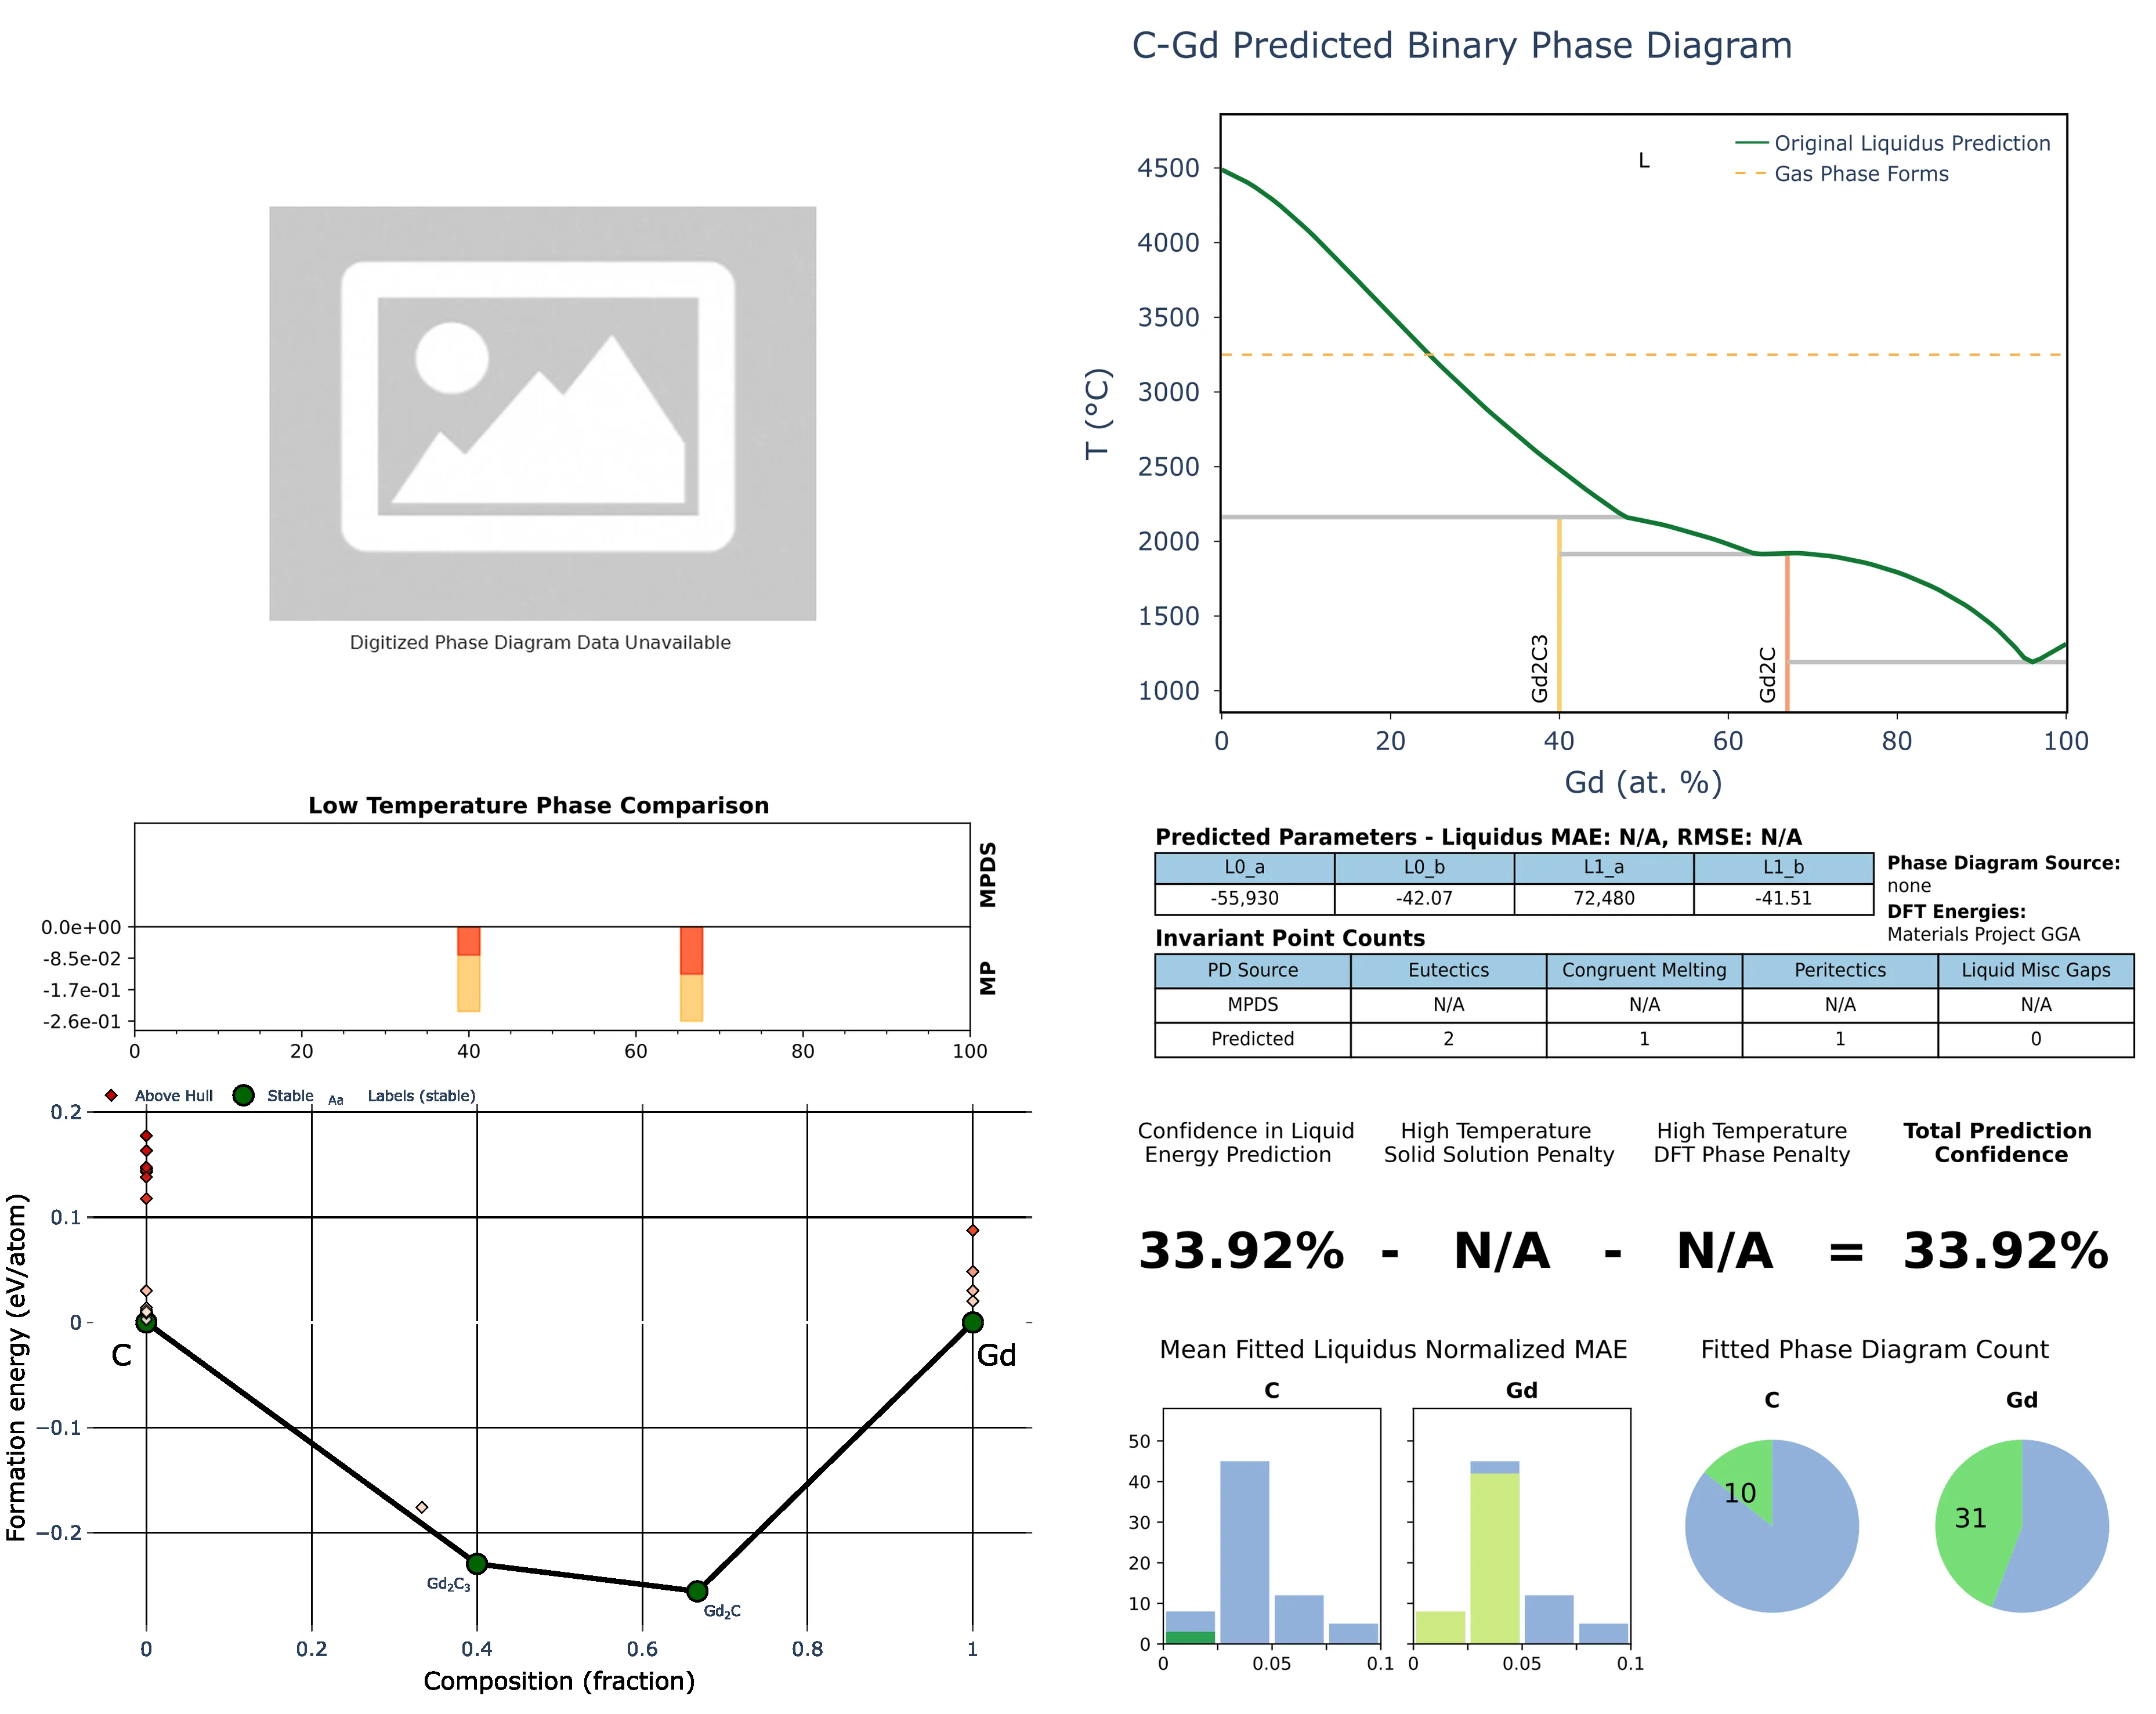 C-Gd Predicted Binary Phase Diagram
Original Liquidus Prediction
Gas Phase Forms
L
4500
4000
3500
3000
2500
2000
1500
1000
T (°C)
Gd2C3
Gd2C
0 20 40 60 80 100
Gd (at. %)
Digitized Phase Diagram Data Unavailable
Low Temperature Phase Comparison
MPDS
MP
0.0e+00
-8.5e-02
-1.7e-01
-2.6e-01
0 20 40 60 80 100
Predicted Parameters - Liquidus MAE: N/A, RMSE: N/A
L0_a L0_b L1_a L1_b
-55,930 -42.07 72,480 -41.51
Phase Diagram Source:
none
DFT Energies:
Materials Project GGA
Invariant Point Counts
PD Source Eutectics Congruent Melting Peritectics Liquid Misc Gaps
MPDS N/A N/A N/A N/A
Predicted 2 1 1 0
Above Hull Stable Aa Labels (stable)
0.2
0.1
0
−0.1
−0.2
Formation energy (eV/atom)
C
Gd
Gd₂C₃
Gd₂C
0 0.2 0.4 0.6 0.8 1
Composition (fraction)
Confidence in Liquid
Energy Prediction
High Temperature
Solid Solution Penalty
High Temperature
DFT Phase Penalty
Total Prediction
Confidence
33.92% - N/A - N/A = 33.92%
Mean Fitted Liquidus Normalized MAE
C
Gd
50
40
30
20
10
0
0 0.05 0.1
0 0.05 0.1
Fitted Phase Diagram Count
C
Gd
10
31